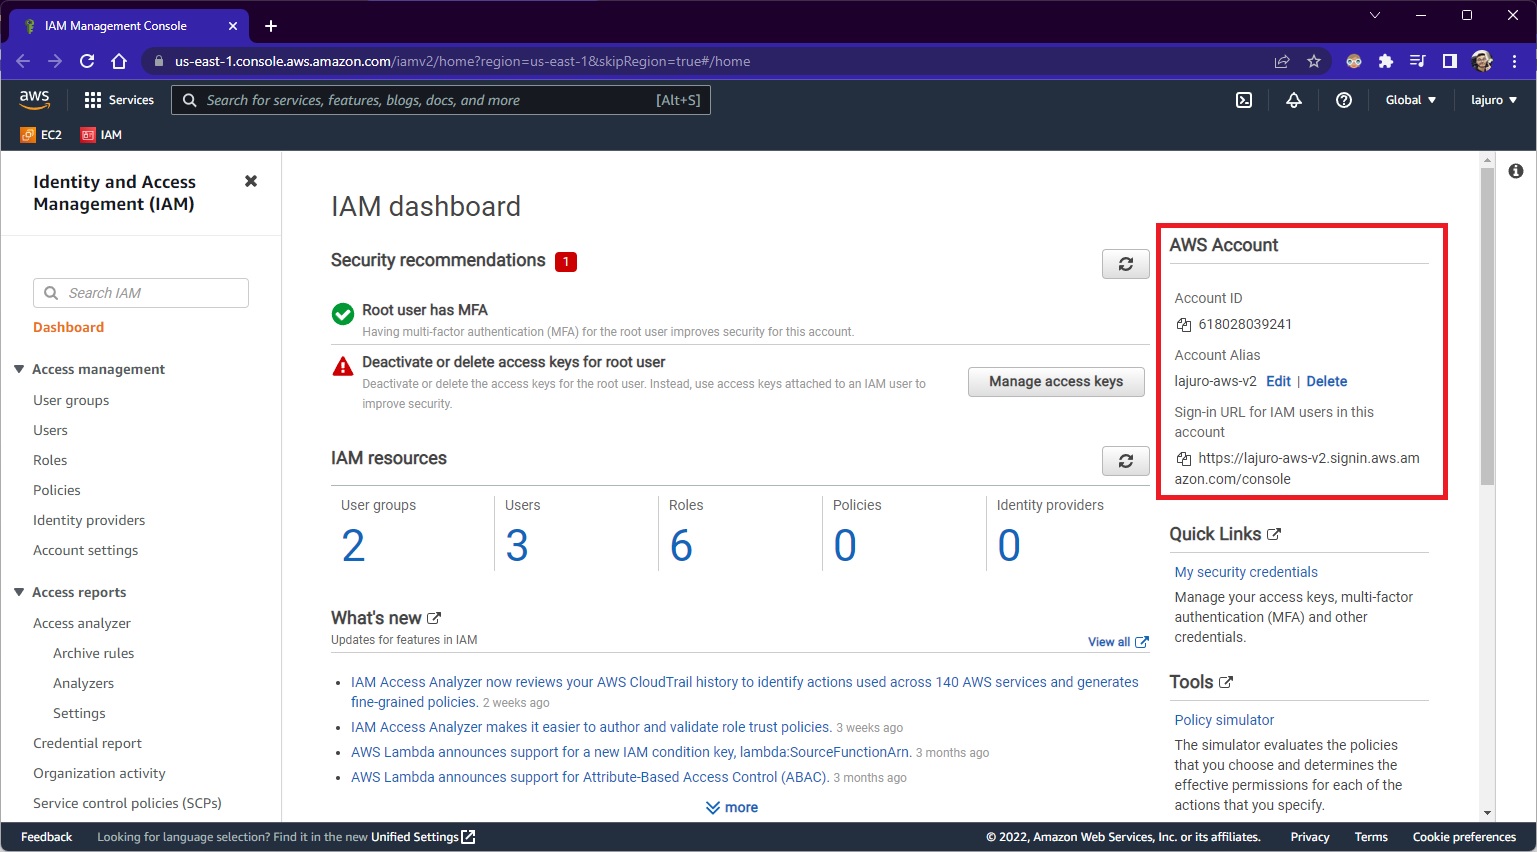 IAM Management Console
us-east-1.console.aws.amazon.com/iamv2/home?region=us-east-1&skipRegion=true#/home
aws
Services
Search for services, features, blogs, docs, and more
[Alt+S]
Global
lajuro
EC2
IAM
Identity and Access
Management (IAM)
Search IAM
Dashboard
Access management
User groups
Users
Roles
Policies
Identity providers
Account settings
Access reports
Access analyzer
Archive rules
Analyzers
Settings
Credential report
Organization activity
Service control policies (SCPs)
IAM dashboard
Security recommendations 1
Root user has MFA
Having multi-factor authentication (MFA) for the root user improves security for this account.
Deactivate or delete access keys for root user
Deactivate or delete the access keys for the root user. Instead, use access keys attached to an IAM user to
improve security.
Manage access keys
IAM resources
User groups
2
Users
3
Roles
6
Policies
0
Identity providers
0
What's new
Updates for features in IAM
View all
IAM Access Analyzer now reviews your AWS CloudTrail history to identify actions used across 140 AWS services and generates
fine-grained policies. 2 weeks ago
IAM Access Analyzer makes it easier to author and validate role trust policies. 3 weeks ago
AWS Lambda announces support for a new IAM condition key, lambda:SourceFunctionArn. 3 months ago
AWS Lambda announces support for Attribute-Based Access Control (ABAC). 3 months ago
more
AWS Account
Account ID
618028039241
Account Alias
lajuro-aws-v2 Edit | Delete
Sign-in URL for IAM users in this
account
https://lajuro-aws-v2.signin.aws.am
azon.com/console
Quick Links
My security credentials
Manage your access keys, multi-factor
authentication (MFA) and other
credentials.
Tools
Policy simulator
The simulator evaluates the policies
that you choose and determines the
effective permissions for each of the
actions that you specify.
Feedback
Looking for language selection? Find it in the new Unified Settings
© 2022, Amazon Web Services, Inc. or its affiliates.
Privacy
Terms
Cookie preferences